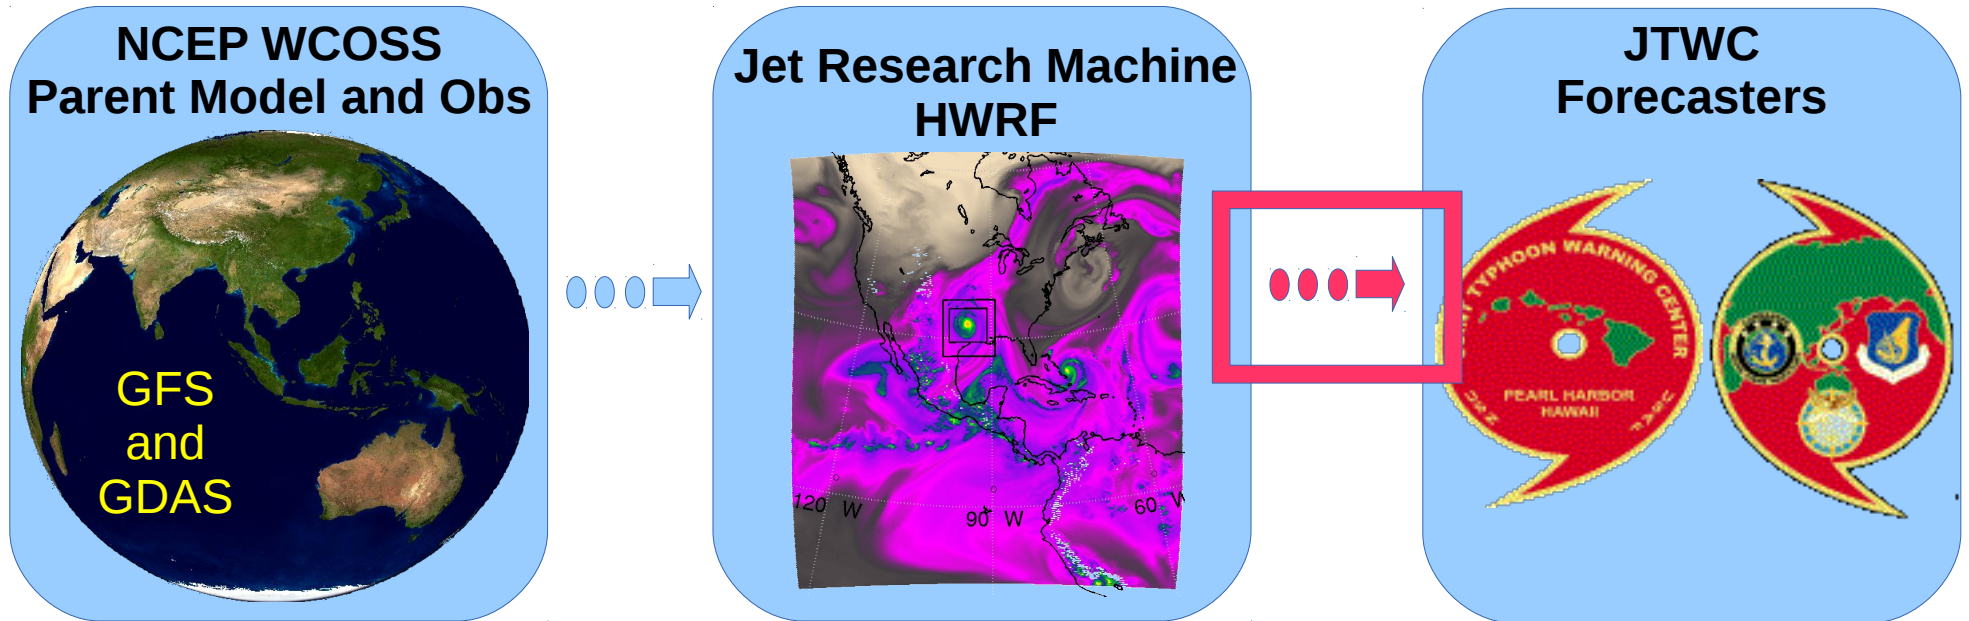 NCEP WCOSS
Parent Model and Obs
GFS
and
GDAS
Jet Research Machine
HWRF
120 W
90 W
60 W
JTWC
Forecasters
TYPHOON WARNING CENTER
PEARL HARBOR
HAWAII